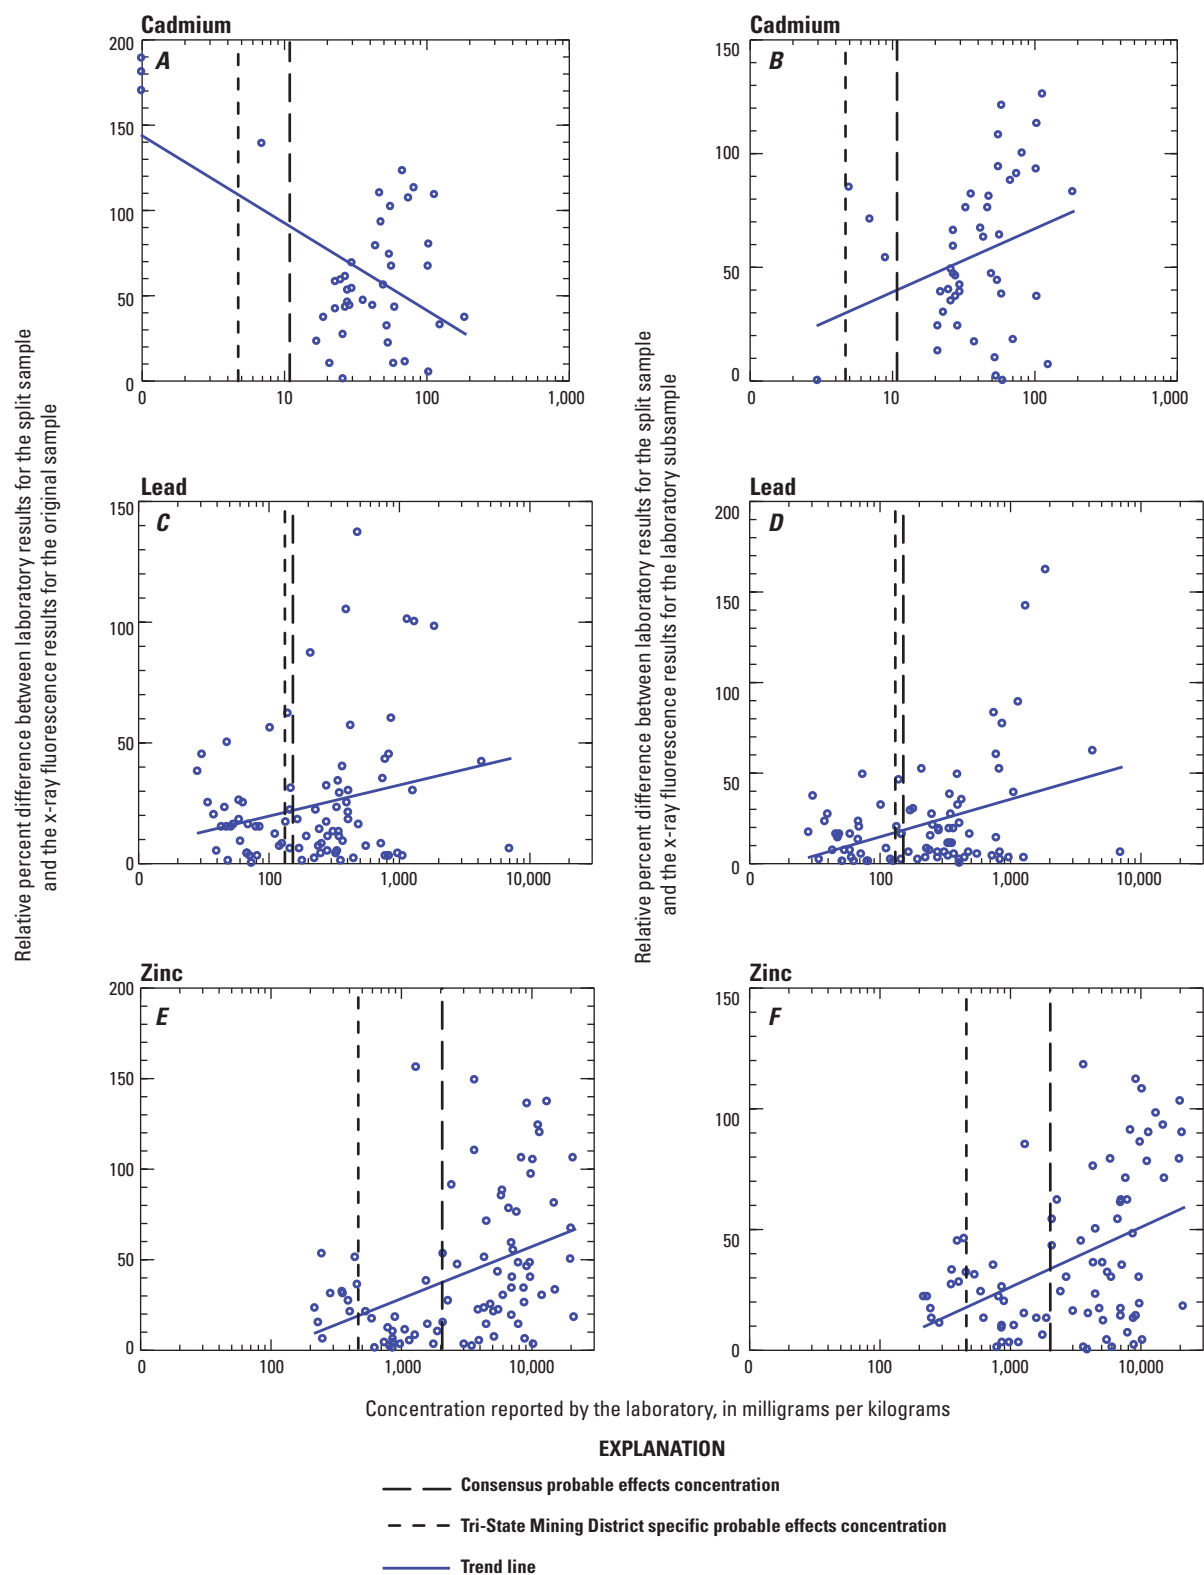 Relative percent difference between laboratory results for the split sample
and the x-ray fluorescence results for the original sample
Relative percent difference between laboratory results for the split sample
and the x-ray fluorescence results for the laboratory subsample
Cadmium
A
200
150
100
50
0
0 10 100 1,000
Cadmium
B
150
100
50
0
0 10 100 1,000
Lead
C
150
100
50
0
0 100 1,000 10,000
Lead
D
200
150
100
50
0
0 100 1,000 10,000
Zinc
E
200
150
100
50
0
0 100 1,000 10,000
Zinc
F
150
100
50
0
0 100 1,000 10,000
Concentration reported by the laboratory, in milligrams per kilograms
EXPLANATION
Consensus probable effects concentration
Tri-State Mining District specific probable effects concentration
Trend line